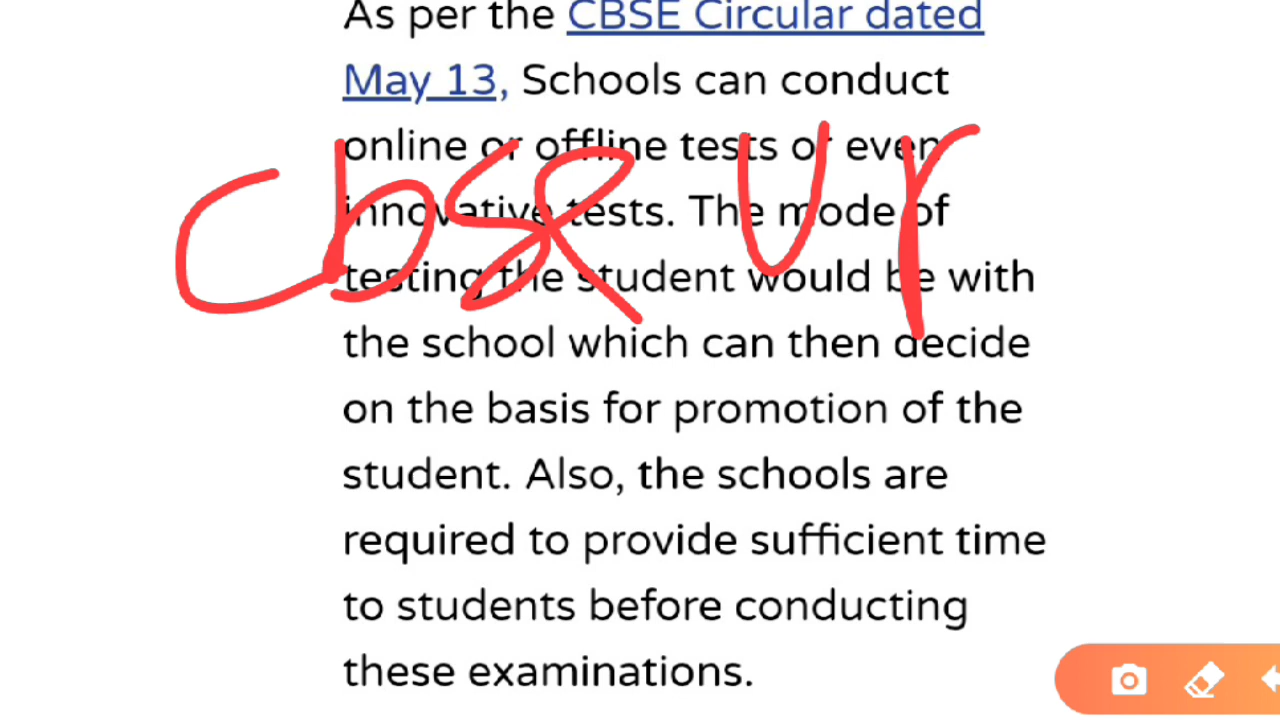 As per the CBSE Circular dated
May 13, Schools can conduct
online or offline tests or even
innovative tests. The mode of
testing the student would be with
the school which can then decide
on the basis for promotion of the
student. Also, the schools are
required to provide sufficient time
to students before conducting
these examinations.
cbse Ur